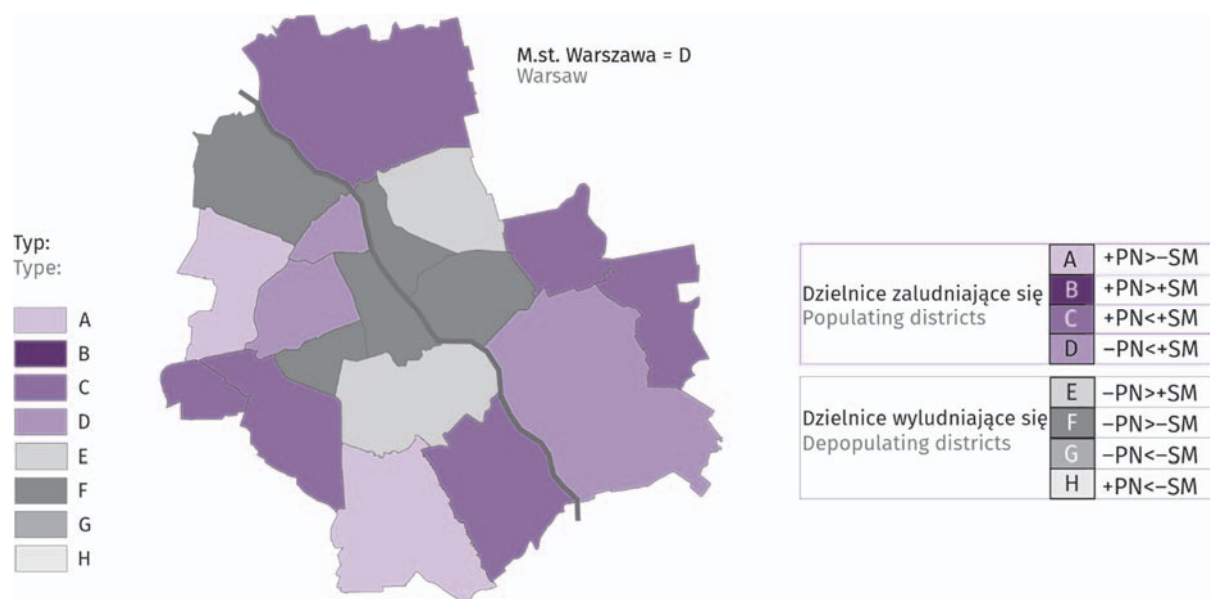 M.st. Warszawa = D
Warsaw
Typ:
Type:
A
B
C
D
E
F
G
H
Dzielnice zaludniające się
Populating districts
A +PN>–SM
B +PN>+SM
C +PN<+SM
D –PN<+SM
Dzielnice wyludniające się
Depopulating districts
E –PN>+SM
F –PN>–SM
G –PN<–SM
H +PN<–SM